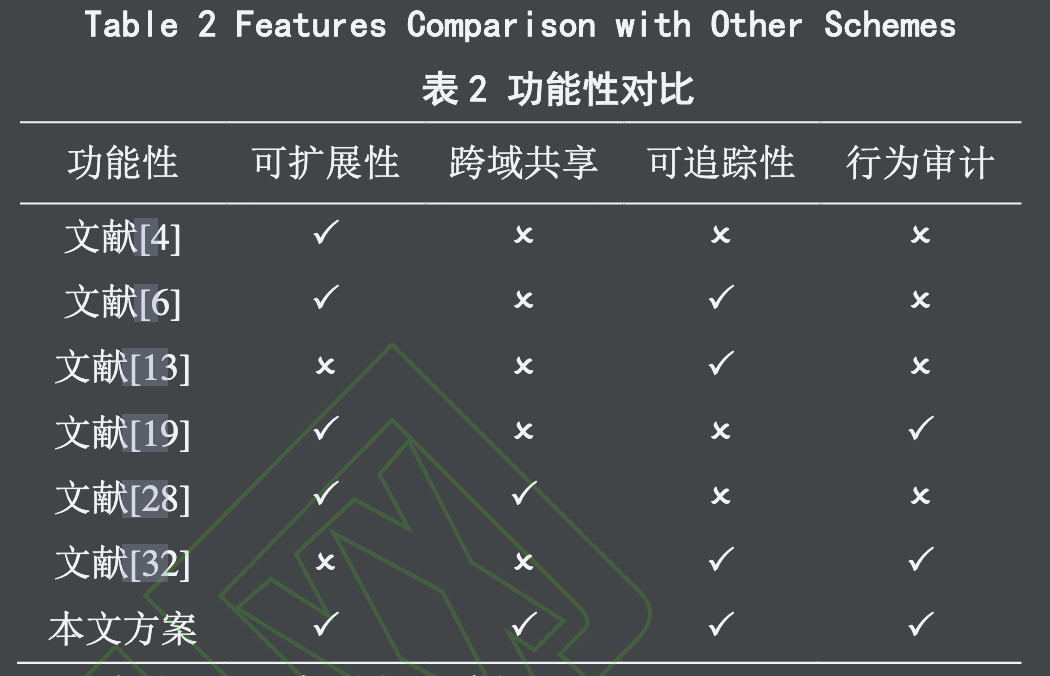 Table 2 Features Comparison with Other Schemes
表 2 功能性对比
功能性 可扩展性 跨域共享 可追踪性 行为审计
文献[4] ✓ × × ×
文献[6] ✓ × ✓ ×
文献[13] × × ✓ ×
文献[19] ✓ × × ✓
文献[28] ✓ ✓ × ×
文献[32] × × ✓ ✓
本文方案 ✓ ✓ ✓ ✓